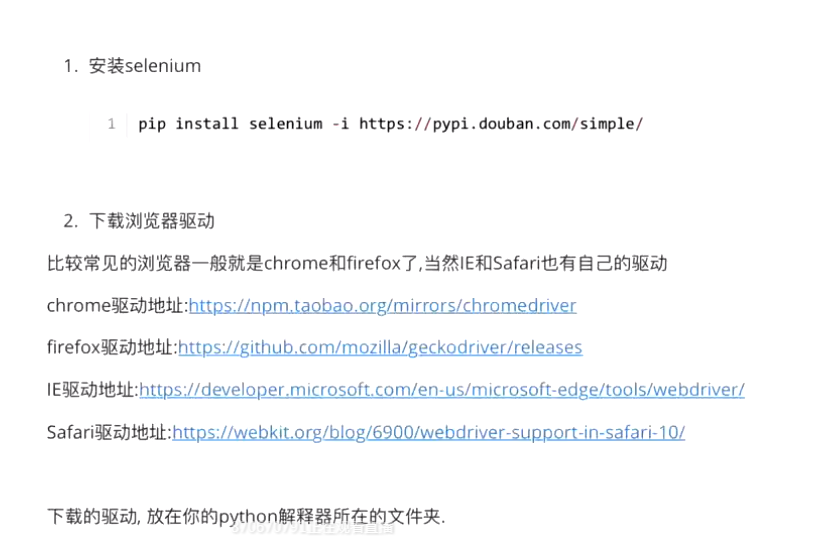 1. 安装selenium
1 pip install selenium -i https://pypi.douban.com/simple/
2. 下载浏览器驱动
比较常见的浏览器一般就是chrome和firefox了,当然IE和Safari也有自己的驱动
chrome驱动地址:https://npm.taobao.org/mirrors/chromedriver
firefox驱动地址:https://github.com/mozilla/geckodriver/releases
IE驱动地址:https://developer.microsoft.com/en-us/microsoft-edge/tools/webdriver/
Safari驱动地址:https://webkit.org/blog/6900/webdriver-support-in-safari-10/
下载的驱动, 放在你的python解释器所在的文件夹.
正在观看直播